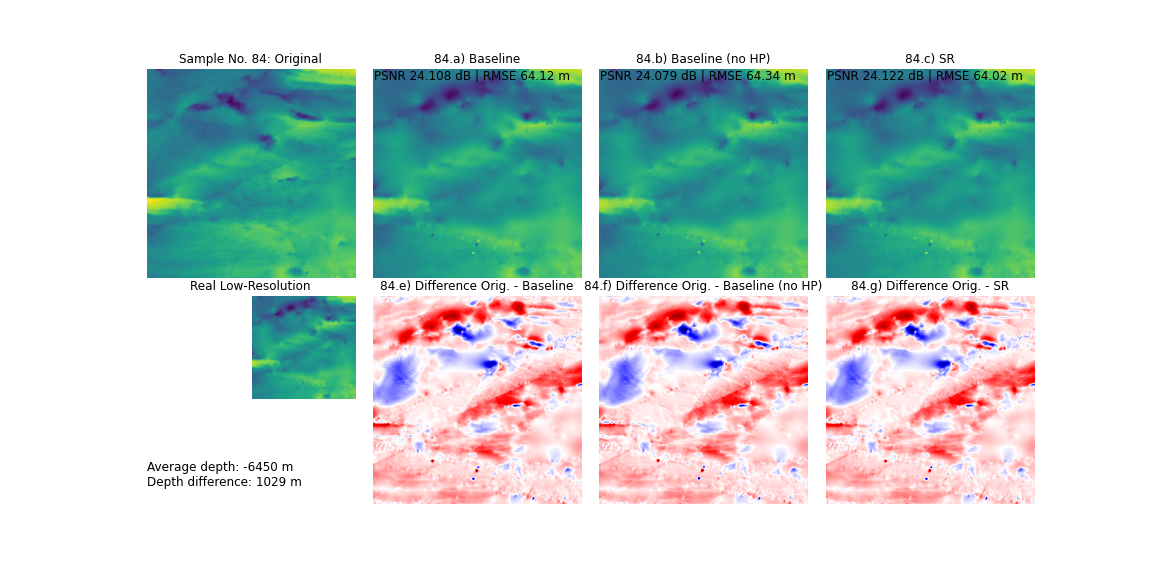 Sample No. 84: Original
84.a) Baseline
84.b) Baseline (no HP)
84.c) SR
PSNR 24.108 dB | RMSE 64.12 m
PSNR 24.079 dB | RMSE 64.34 m
PSNR 24.122 dB | RMSE 64.02 m
Real Low-Resolution
84.e) Difference Orig. - Baseline
84.f) Difference Orig. - Baseline (no HP)
84.g) Difference Orig. - SR
Average depth: -6450 m
Depth difference: 1029 m